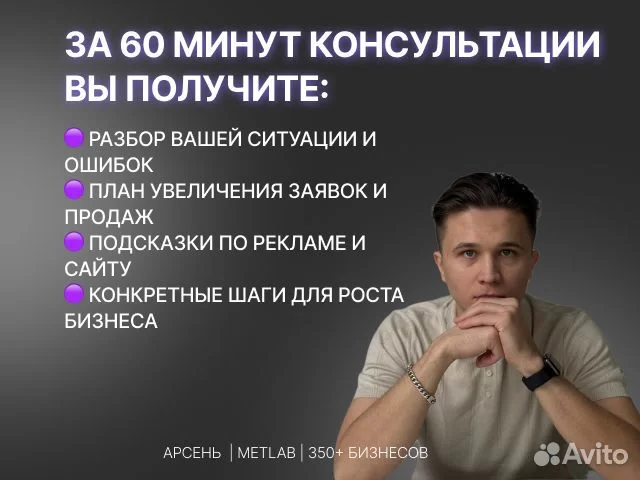 ЗА 60 МИНУТ КОНСУЛЬТАЦИИ
ВЫ ПОЛУЧИТЕ:
РАЗБОР ВАШЕЙ СИТУАЦИИ И
ОШИБОК
ПЛАН УВЕЛИЧЕНИЯ ЗАЯВОК И
ПРОДАЖ
ПОДСКАЗКИ ПО РЕКЛАМЕ И
САЙТУ
КОНКРЕТНЫЕ ШАГИ ДЛЯ РОСТА
БИЗНЕСА
АРСЕНЬ | METLAB | 350+ БИЗНЕСОВ
Avito